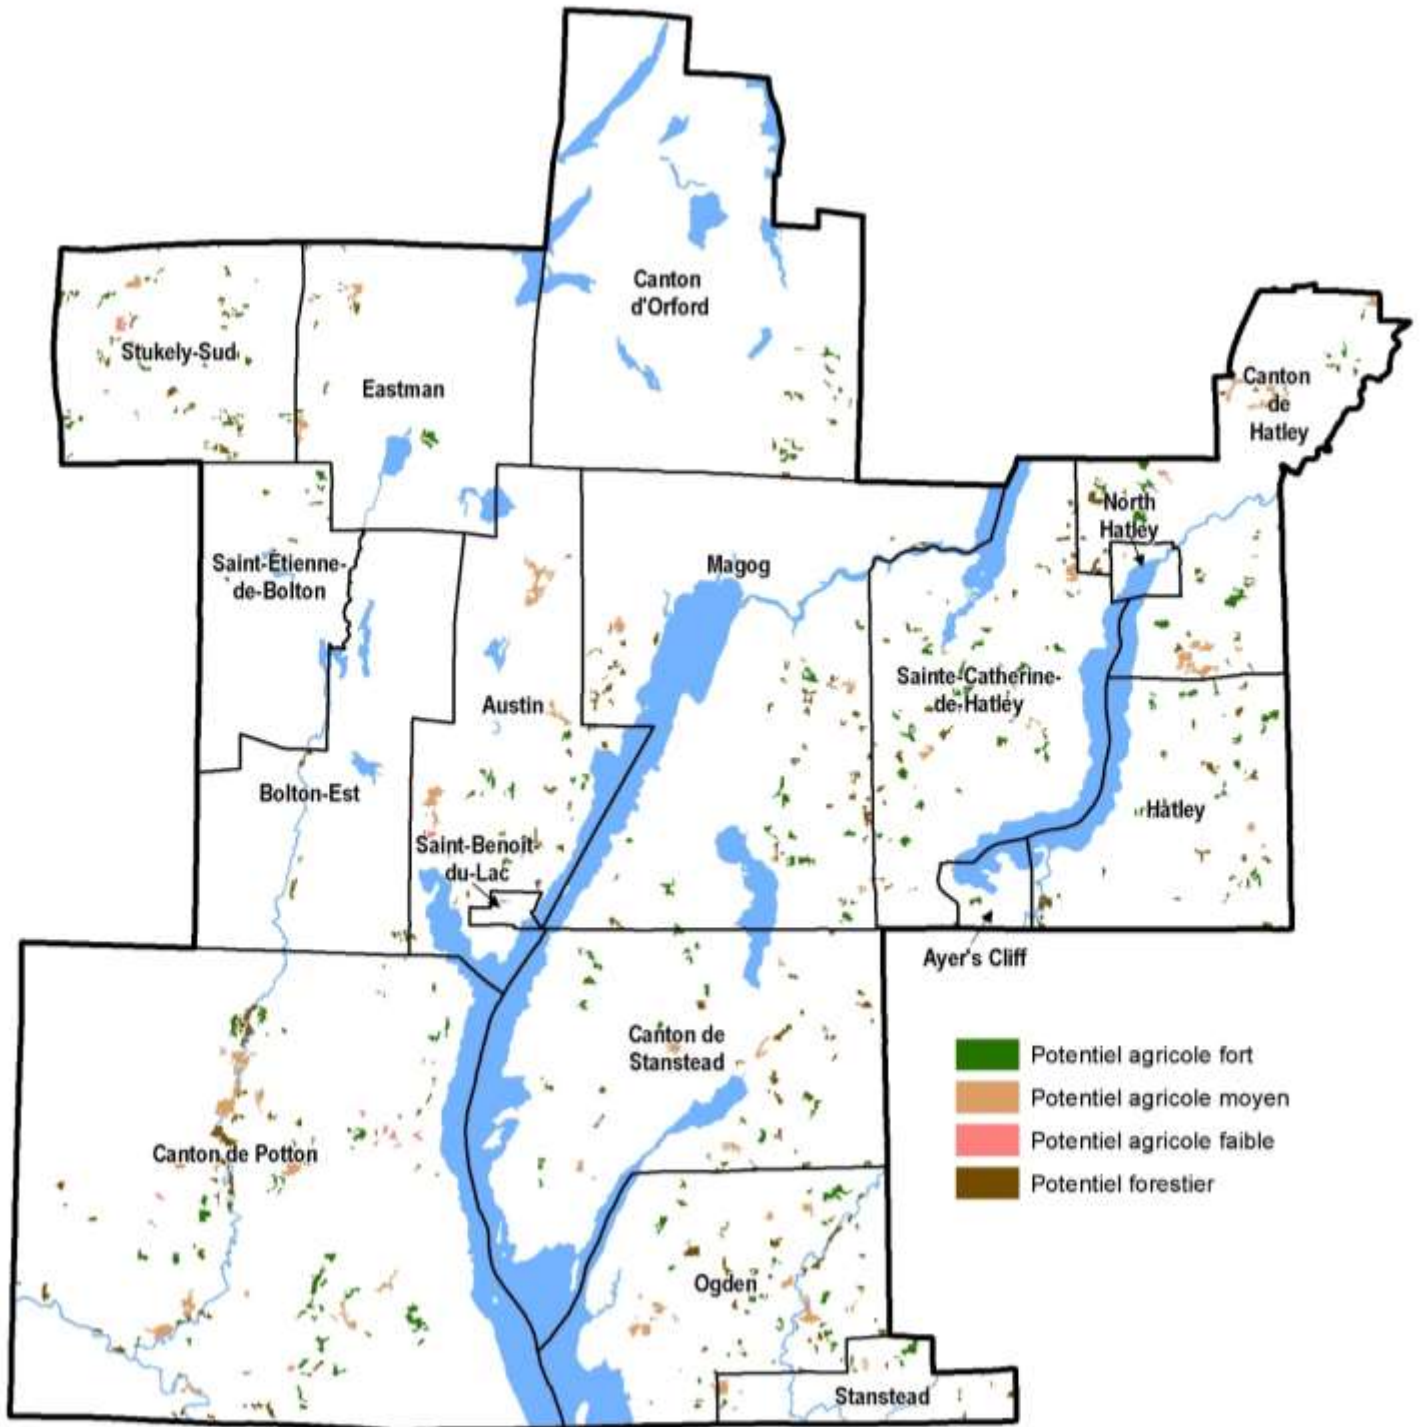 Canton
d'Orford
Stukely-Sud
Eastman
Canton
de
Hatley
North
Hatley
Saint-Étienne-
de-Bolton
Magog
Sainte-Catherine-
de-Hatley
Austin
Bolton-Est
Hatley
Saint-Benoît-
du-Lac
Ayer's Cliff
Canton de
Stanstead
Potentiel agricole fort
Potentiel agricole moyen
Potentiel agricole faible
Potentiel forestier
Canton de Potton
Ogden
Stanstead